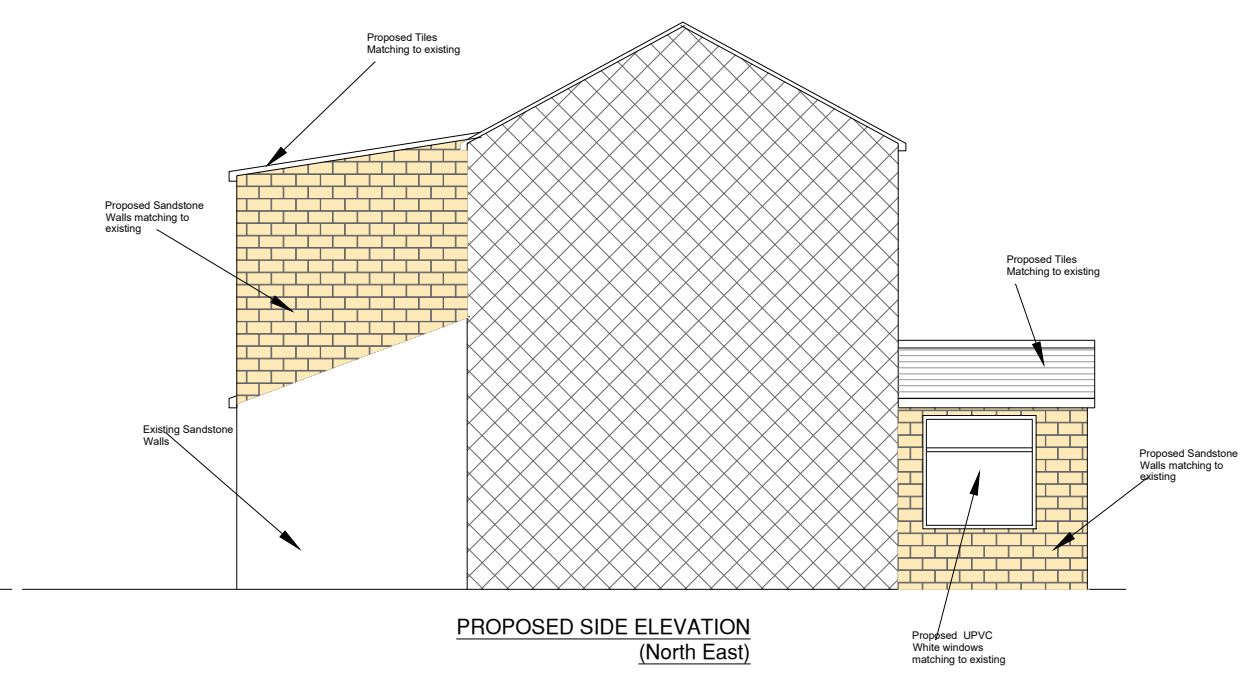 Proposed Tiles
Matching to existing
Proposed Sandstone
Walls matching to
existing
Proposed Tiles
Matching to existing
Existing Sandstone
Walls
Proposed Sandstone
Walls matching to
existing
PROPOSED SIDE ELEVATION
(North East)
Proposed UPVC
White windows
matching to existing